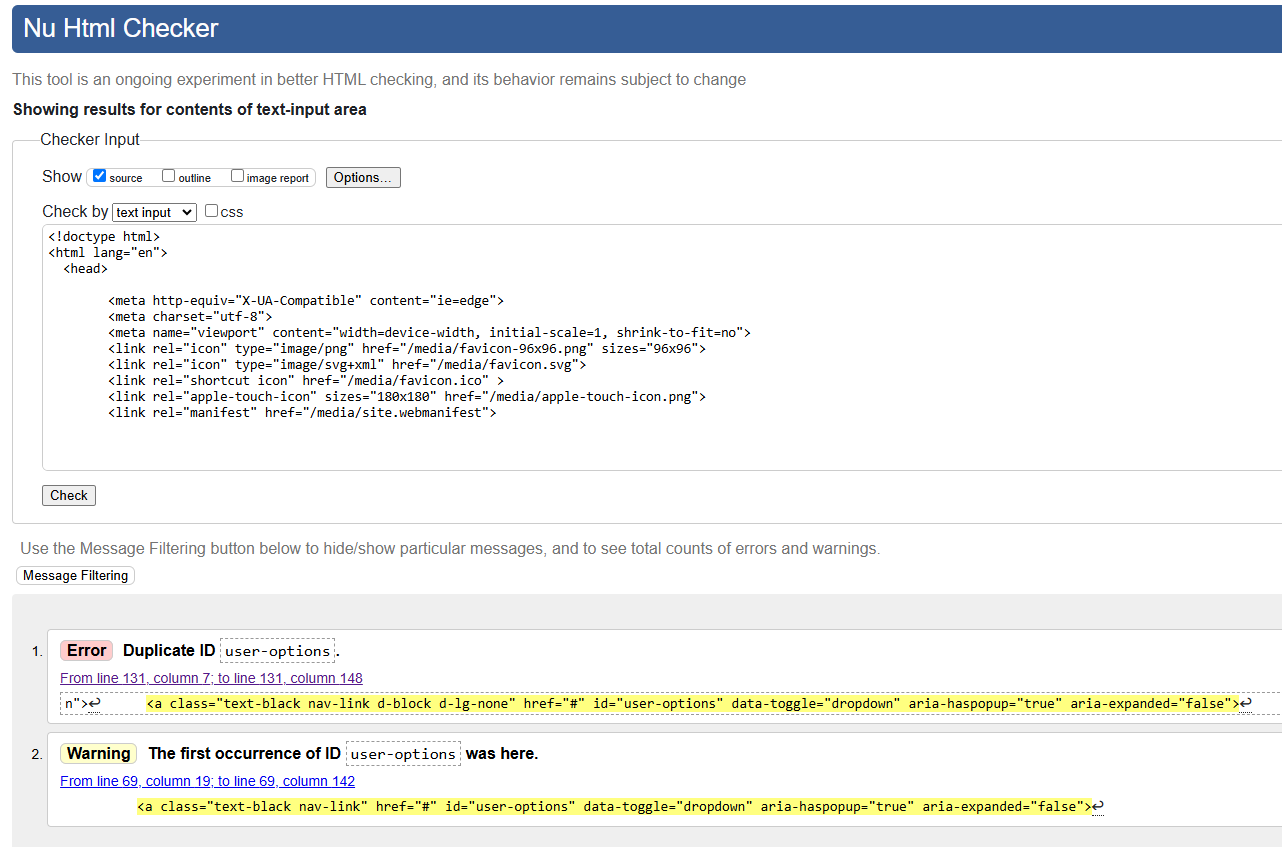 Nu Html Checker
This tool is an ongoing experiment in better HTML checking, and its behavior remains subject to change
Showing results for contents of text-input area
Checker Input
Show source outline image report Options...
Check by text input css
<!doctype html>
<html lang="en">
  <head>
        <meta http-equiv="X-UA-Compatible" content="ie=edge">
        <meta charset="utf-8">
        <meta name="viewport" content="width=device-width, initial-scale=1, shrink-to-fit=no">
        <link rel="icon" type="image/png" href="/media/favicon-96x96.png" sizes="96x96">
        <link rel="icon" type="image/svg+xml" href="/media/favicon.svg">
        <link rel="shortcut icon" href="/media/favicon.ico" >
        <link rel="apple-touch-icon" sizes="180x180" href="/media/apple-touch-icon.png">
        <link rel="manifest" href="/media/site.webmanifest">
Check
Use the Message Filtering button below to hide/show particular messages, and to see total counts of errors and warnings.
Message Filtering
1. Error Duplicate ID user-options.
From line 131, column 7; to line 131, column 148
n">↩      <a class="text-black nav-link d-block d-lg-none" href="#" id="user-options" data-toggle="dropdown" aria-haspopup="true" aria-expanded="false">↩
2. Warning The first occurrence of ID user-options was here.
From line 69, column 19; to line 69, column 142
<a class="text-black nav-link" href="#" id="user-options" data-toggle="dropdown" aria-haspopup="true" aria-expanded="false">↩